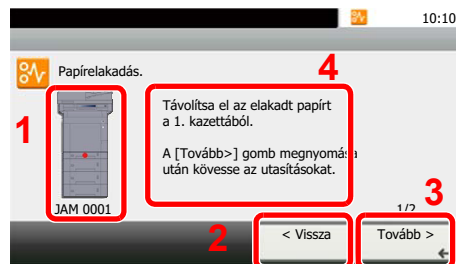 10:10
Papírelakadás.
4
1
Távolítsa el az elakadt papírt
a 1. kazettából.
A [Tovább>] gomb megnyomása
után kövesse az utasításokat.
3
JAM 0001
1/2
2
< Vissza
Tovább >